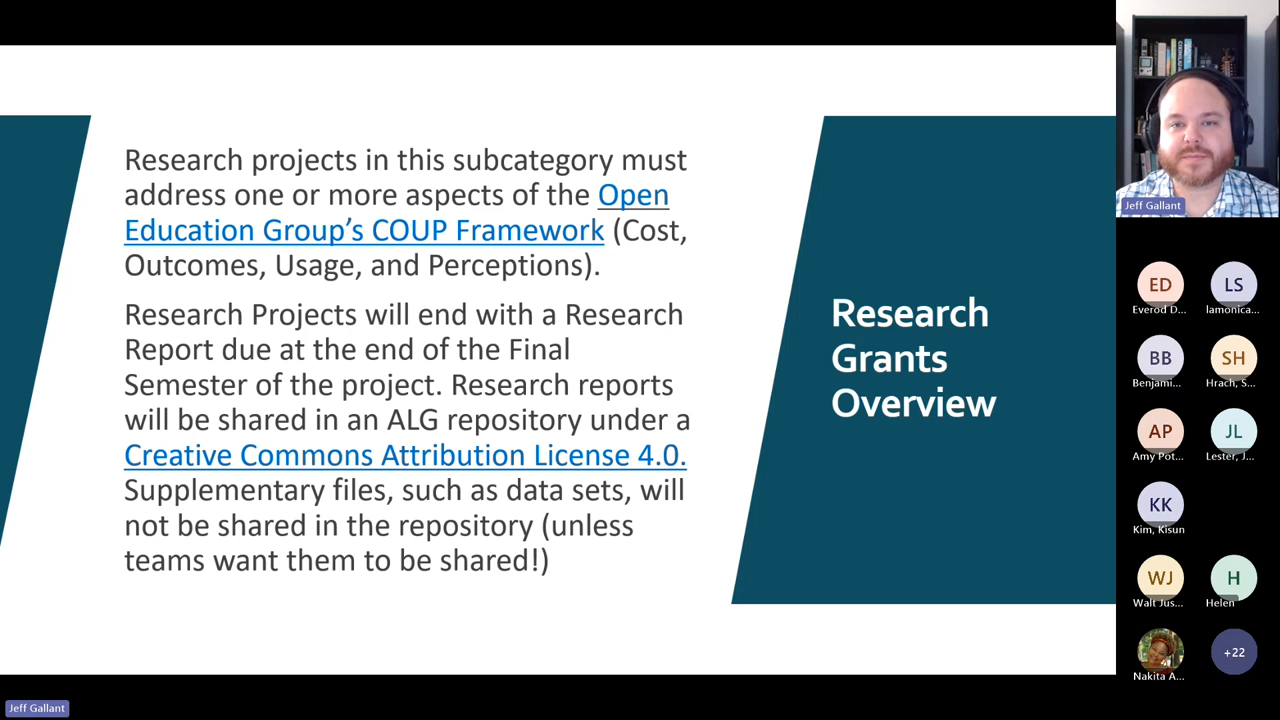 Research projects in this subcategory must
address one or more aspects of the Open
Education Group’s COUP Framework (Cost,
Outcomes, Usage, and Perceptions).
Research Projects will end with a Research
Report due at the end of the Final
Semester of the project. Research reports
will be shared in an ALG repository under a
Creative Commons Attribution License 4.0.
Supplementary files, such as data sets, will
not be shared in the repository (unless
teams want them to be shared!)
Research
Grants
Overview
Jeff Gallant
ED
Everod D...
LS
lamonica...
BB
Benjami...
SH
Hrach, S...
AP
Amy Pot...
JL
Lester, J...
KK
Kim, Kisun
WJ
Walt Jus...
H
Helen
Nakita A...
+22
Jeff Gallant